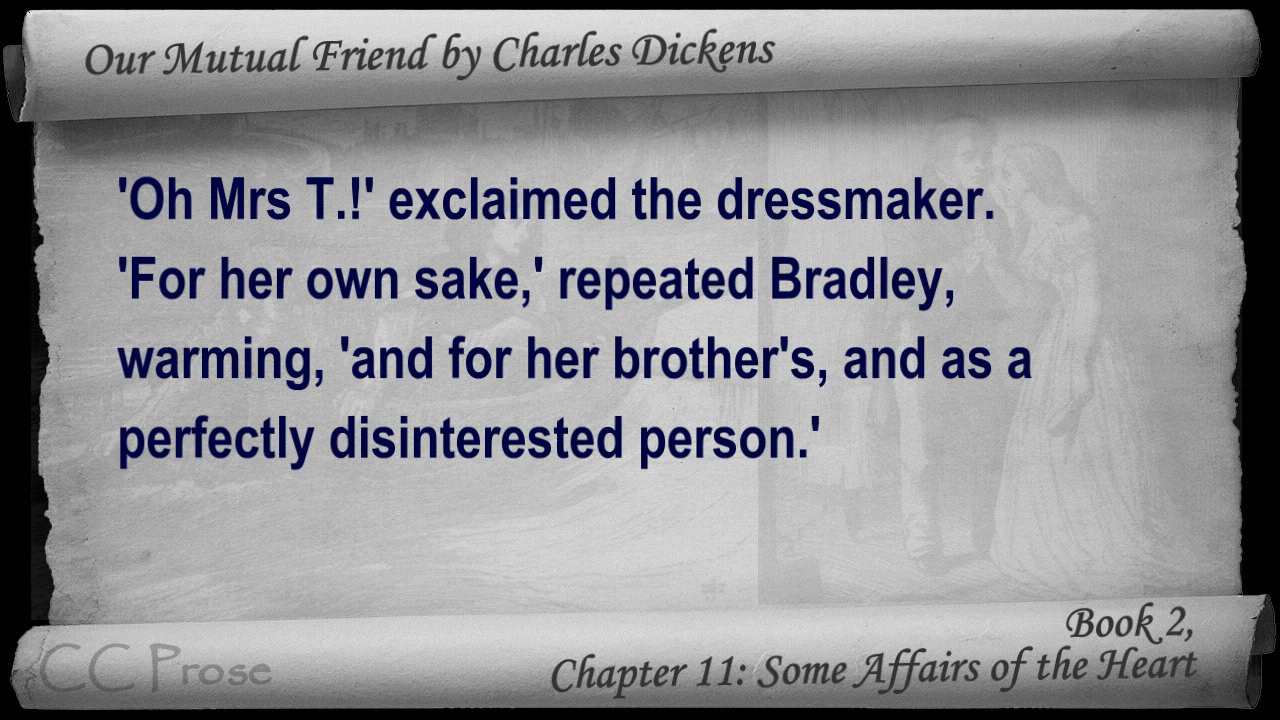 Our Mutual Friend by Charles Dickens
'Oh Mrs T.!' exclaimed the dressmaker.
'For her own sake,' repeated Bradley,
warming, 'and for her brother's, and as a
perfectly disinterested person.'
Book 2,
Chapter 11: Some Affairs of the Heart
CC Prose